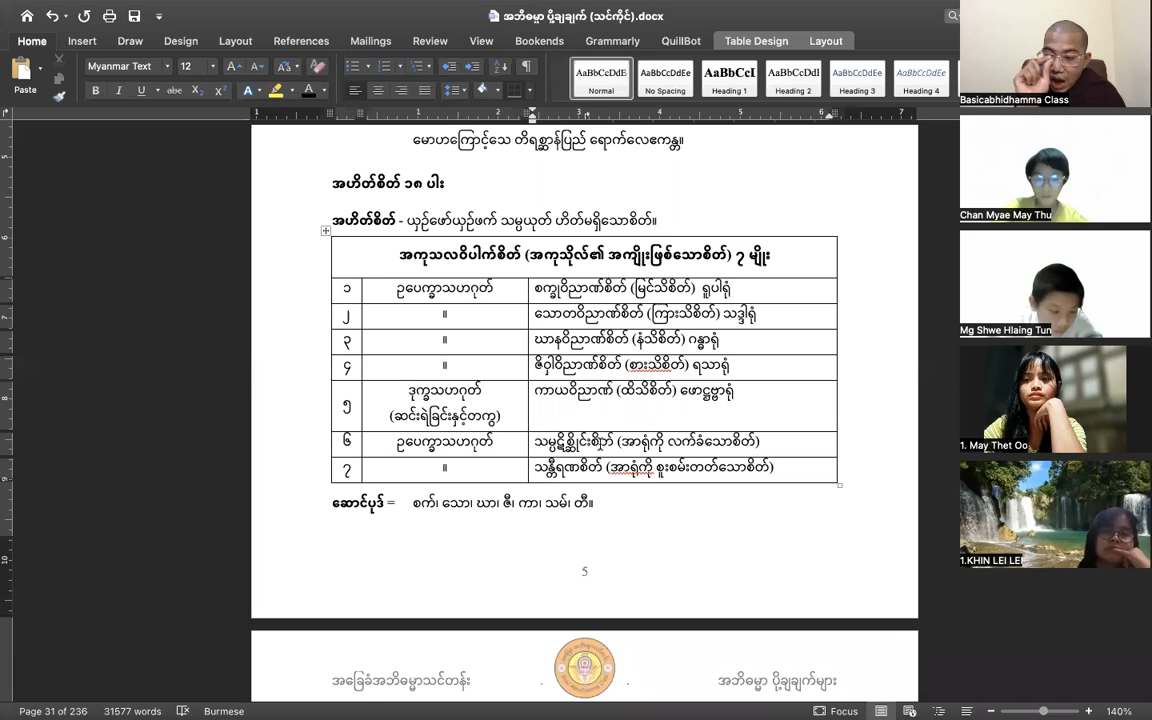 အဘိဓမ္မာ ပို့ချချက် (သင်ကိုင်).docx
Home Insert Draw Design Layout References Mailings Review View Bookends Grammarly QuillBot Table Design Layout
Paste
Myanmar Text 12
AaBbCcDdE AaBbCcDdEe AaBbCcI AaBbCcDdI AaBbCcDdEe AaBbCcDdEe
Normal No Spacing Heading 1 Heading 2 Heading 3 Heading 4
မောဟကြောင့်သေ တိရစ္ဆာန်ပြည် ရောက်လေဧကန္တ။
အဟိတ်စိတ် ၁၈ ပါး
အဟိတ်စိတ် - ယှဉ်ဖော်ယှဉ်ဖက် သမ္ပယုတ် ဟိတ်မရှိသောစိတ်။
အကုသလဝိပါက်စိတ် (အကုသိုလ်၏ အကျိုးဖြစ်သောစိတ်) ၇ မျိုး
၁ ဥပေက္ခာသဟဂုတ် စက္ခုဝိညာဏ်စိတ် (မြင်သိစိတ်) ရူပါရုံ
၂ ။ သောတဝိညာဏ်စိတ် (ကြားသိစိတ်) သဒ္ဒါရုံ
၃ ။ ဃာနဝိညာဏ်စိတ် (နံသိစိတ်) ဂန္ဓာရုံ
၄ ။ ဇိဝှါဝိညာဏ်စိတ် (စားသိစိတ်) ရသာရုံ
၅ ဒုက္ခသဟဂုတ် ကာယဝိညာဏ် (ထိသိစိတ်) ဖောဋ္ဌဗ္ဗာရုံ
(ဆင်းရဲခြင်းနှင့်တကွ)
၆ ဥပေက္ခာသဟဂုတ် (အာရုံကို လက်ခံသောစိတ်)
၇ ။ သန္တီရဏစိတ် (အာရုံကို စူးစမ်းတတ်သောစိတ်)
ဆောင်ပုဒ် = စက်၊ သော၊ ဃာ၊ ဇီ၊ ကာ၊ သမ်၊ တီ။
5
အခြေခံအဘိဓမ္မာသင်တန်း အဘိဓမ္မာ ပို့ချချက်များ
Page 31 of 236 31577 words Burmese Focus 140%
Basicabhidhamma Class
Chan Myae May Thu
Mg Shwe Hlaing Tun
1. May Thet Oo
1.KHIN LEI LEI